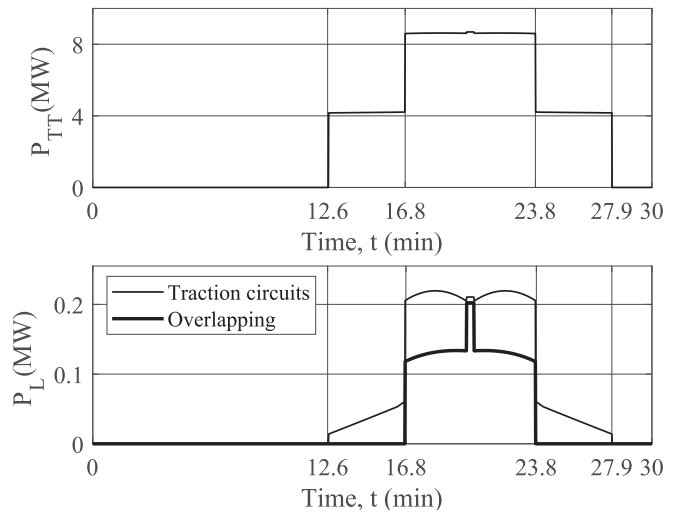 8
4
0
P_TT(MW)
0 12.6 16.8 23.8 27.9 30
Time, t (min)
Traction circuits
Overlapping
0.2
0.1
0
P_L(MW)
0 12.6 16.8 23.8 27.9 30
Time, t (min)